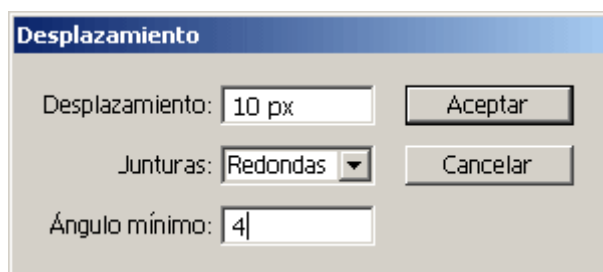 Desplazamiento
Desplazamiento: 10 px Aceptar
Junturas: Redondas Cancelar
Ángulo mínimo: 4